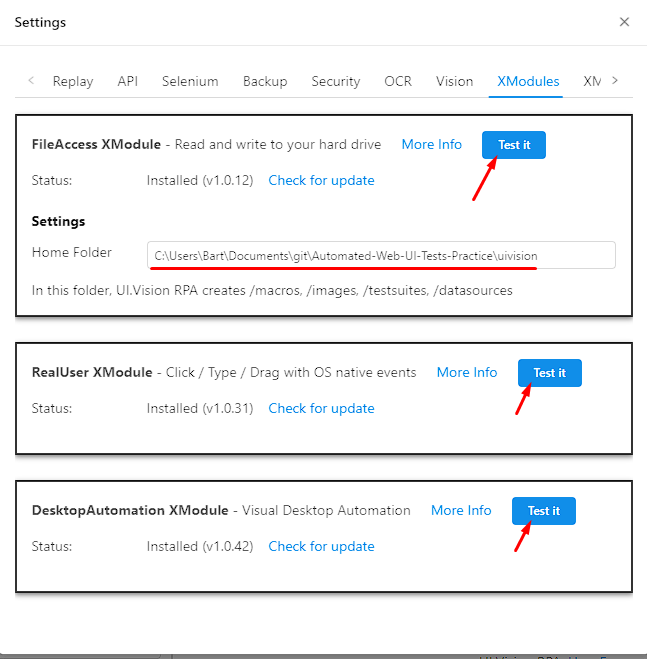 Settings
Replay API Selenium Backup Security OCR Vision XModules XM
FileAccess XModule - Read and write to your hard drive More Info Test it
Status: Installed (v1.0.12) Check for update
Settings
Home Folder C:\Users\Bart\Documents\git\Automated-Web-UI-Tests-Practice\uivision
In this folder, UI.Vision RPA creates /macros, /images, /testsuites, /datasources
RealUser XModule - Click / Type / Drag with OS native events More Info Test it
Status: Installed (v1.0.31) Check for update
DesktopAutomation XModule - Visual Desktop Automation More Info Test it
Status: Installed (v1.0.42) Check for update